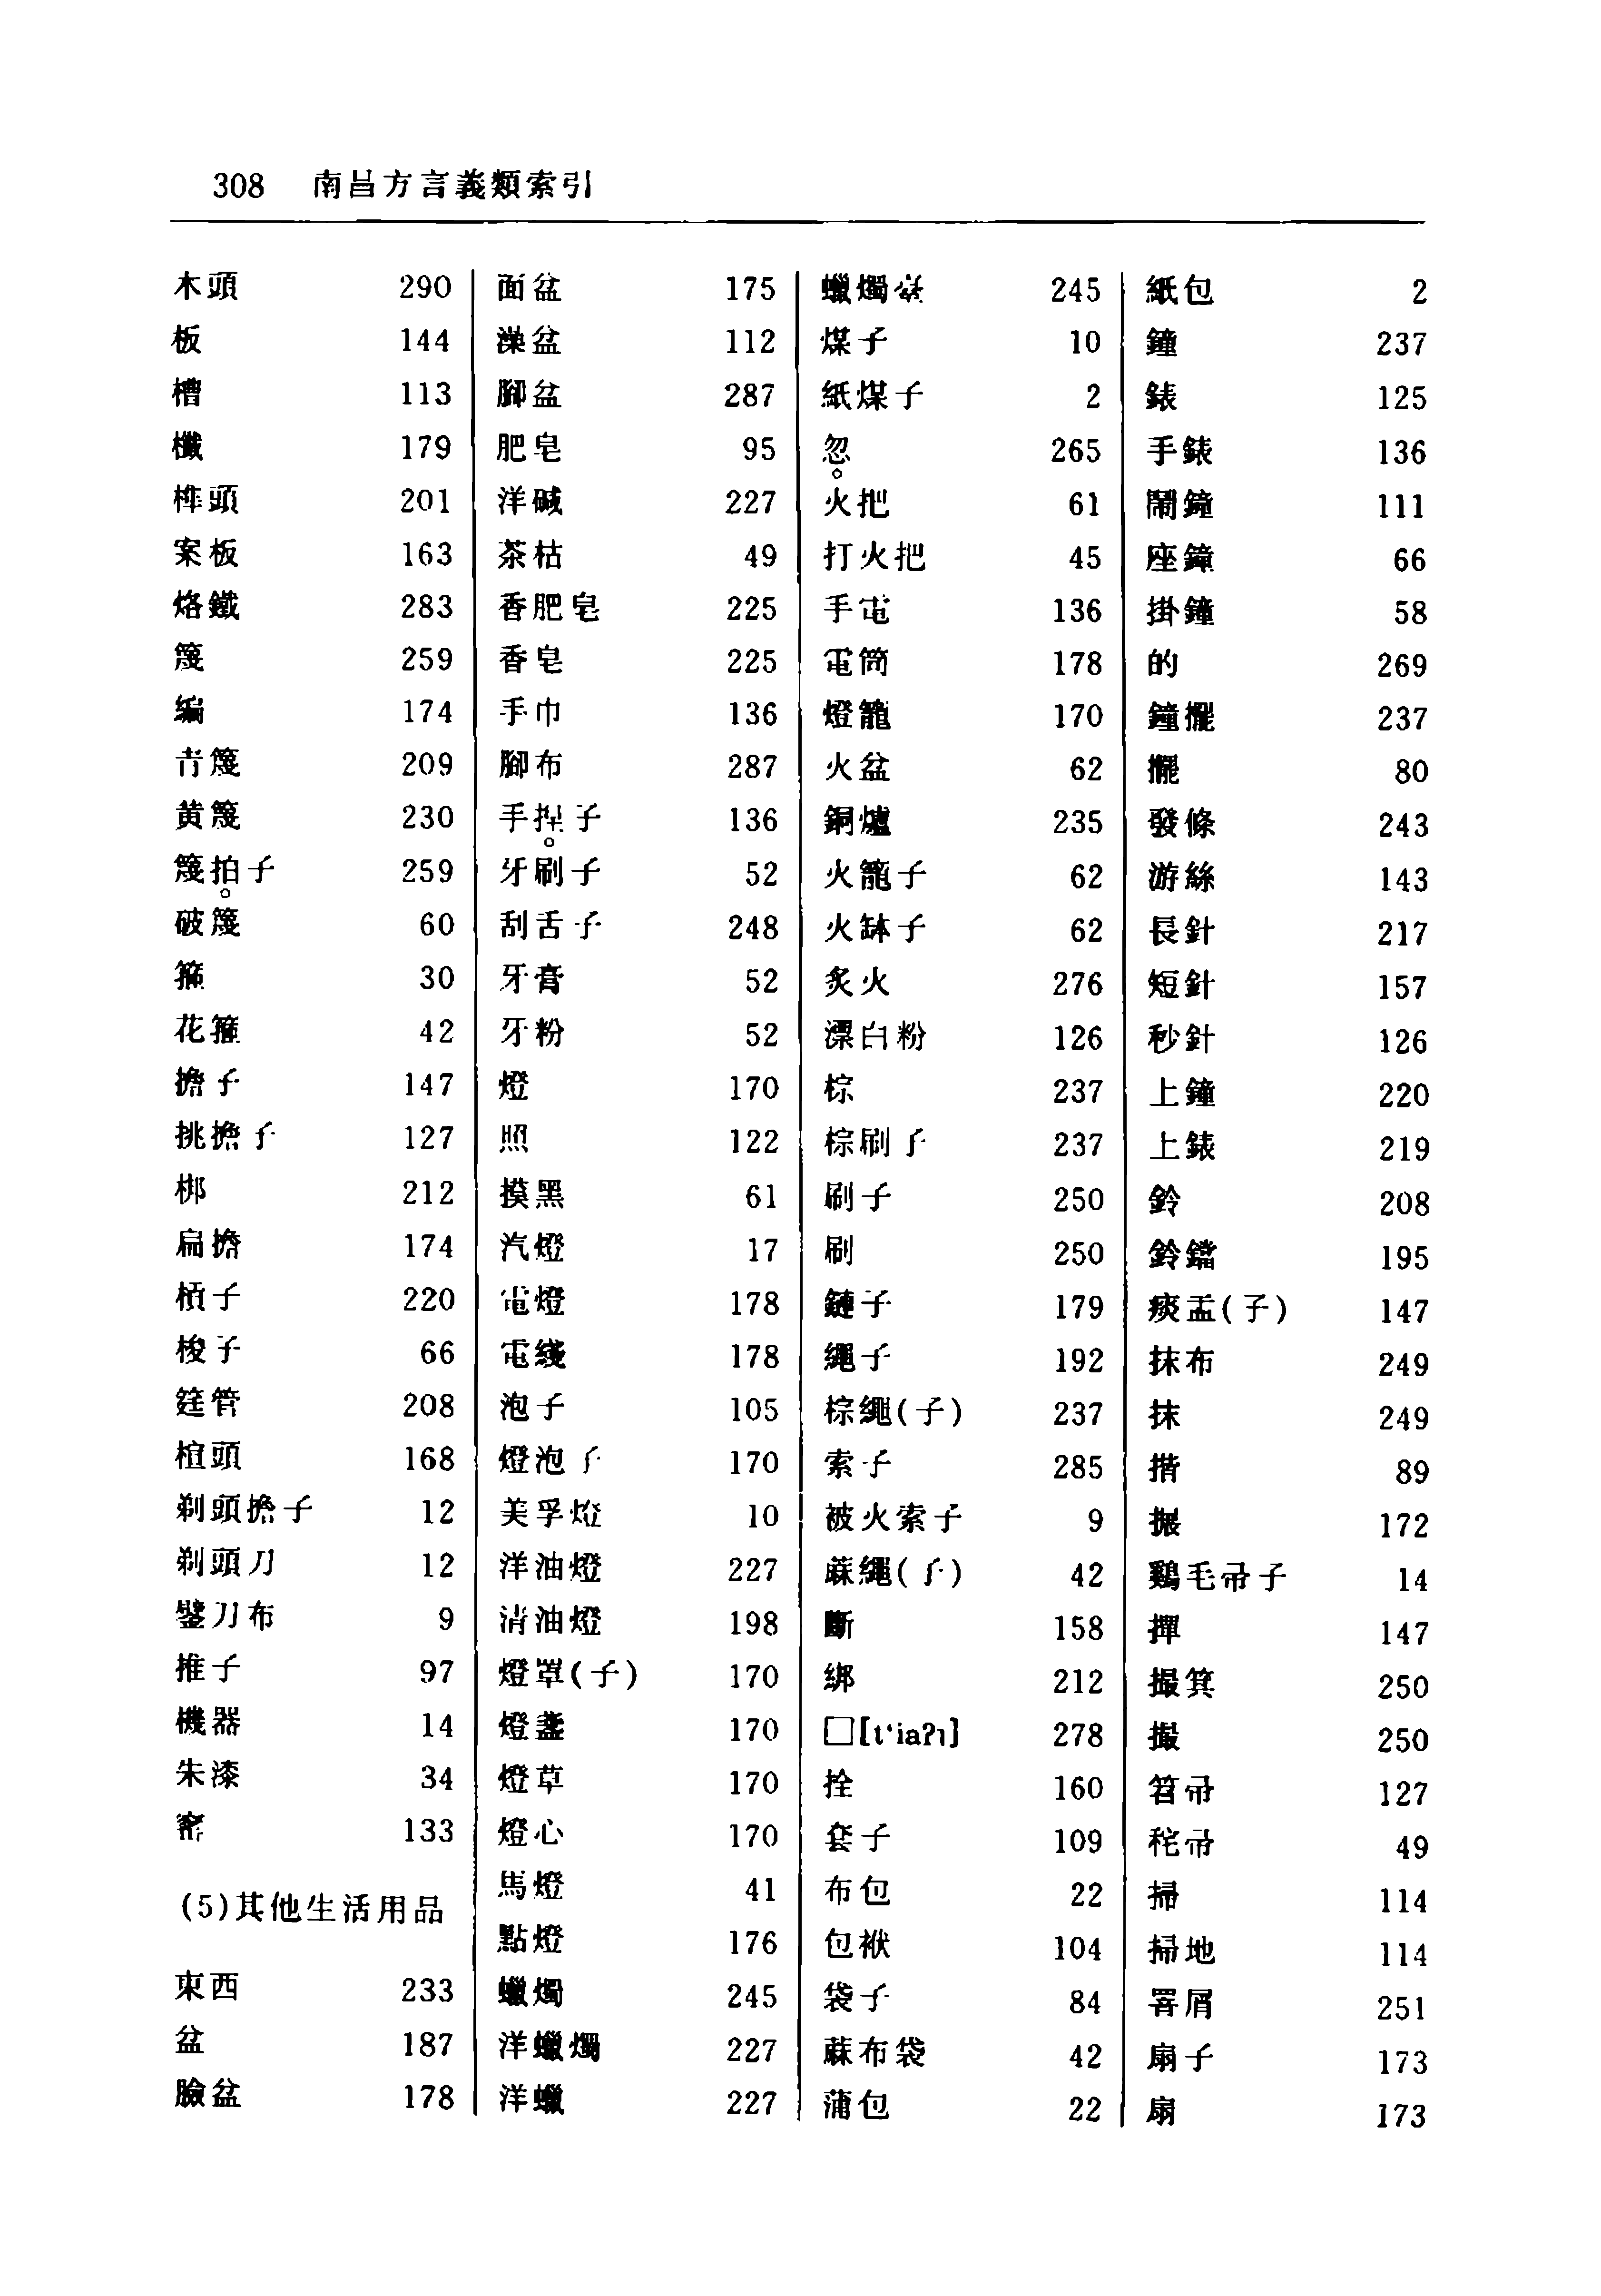 308 南昌方言義類索引
木頭 290
板 144
槽 113
櫼 179
榫頭 201
案板 163
烙鐵 283
篾 259
編 174
青篾 209
黄篾 230
篾拍子 259
破篾 60
箍 30
花箍 42
擔子 147
挑擔子 127
梆 212
扁擔 174
槓子 220
梭子 66
筳管 208
楦頭 168
剃頭擔子 12
剃頭刀 12
鐾刀布 9
推子 97
機器 14
朱漆 34
窰 133
(5)其他生活用品
東西 233
盆 187
臉盆 178
面盆 175
澡盆 112
腳盆 287
肥皂 95
洋碱 227
茶枯 49
香肥皂 225
香皂 225
手巾 136
腳布 287
手捏子 136
牙刷子 52
刮舌子 248
牙膏 52
牙粉 52
燈 170
照 122
摸黑 61
汽燈 17
電燈 178
電綫 178
泡子 105
燈泡子 170
美孚燈 10
洋油燈 227
清油燈 198
燈罩(子) 170
燈盞 170
燈草 170
燈心 170
馬燈 41
點燈 176
蠟燭 245
洋蠟燭 227
洋蠟 227
蠟燭 245
煤子 10
紙煤子 2
忽 265
火把 61
打火把 45
手電 136
電筒 178
燈籠 170
火盆 62
銅爐 235
火籠子 62
火缽子 62
炙火 276
漂白粉 126
棕 237
棕刷子 237
刷子 250
刷 250
鏈子 179
繩子 192
棕繩(子) 237
索子 285
被火索子 9
蔴繩(子) 42
斷 158
綁 212
□[tʻiaʔ˥] 278
拴 160
套子 109
布包 22
包袱 104
袋子 84
蔴布袋 42
蒲包 22
紙包 2
鐘 237
錶 125
手錶 136
鬧鐘 111
座鐘 66
掛鐘 58
的 269
鐘擺 237
擺 80
發條 243
游絲 143
長針 217
短針 157
秒針 126
上鐘 220
上錶 219
鈴 208
鈴鐺 195
痰盂(子) 147
抹布 249
抹 249
揩 89
搌 172
鷄毛帚子 14
撣 147
撮箕 250
撮 250
笤帚 127
秏帚 49
掃 114
掃地 114
屑 251
扇子 173
扇 173